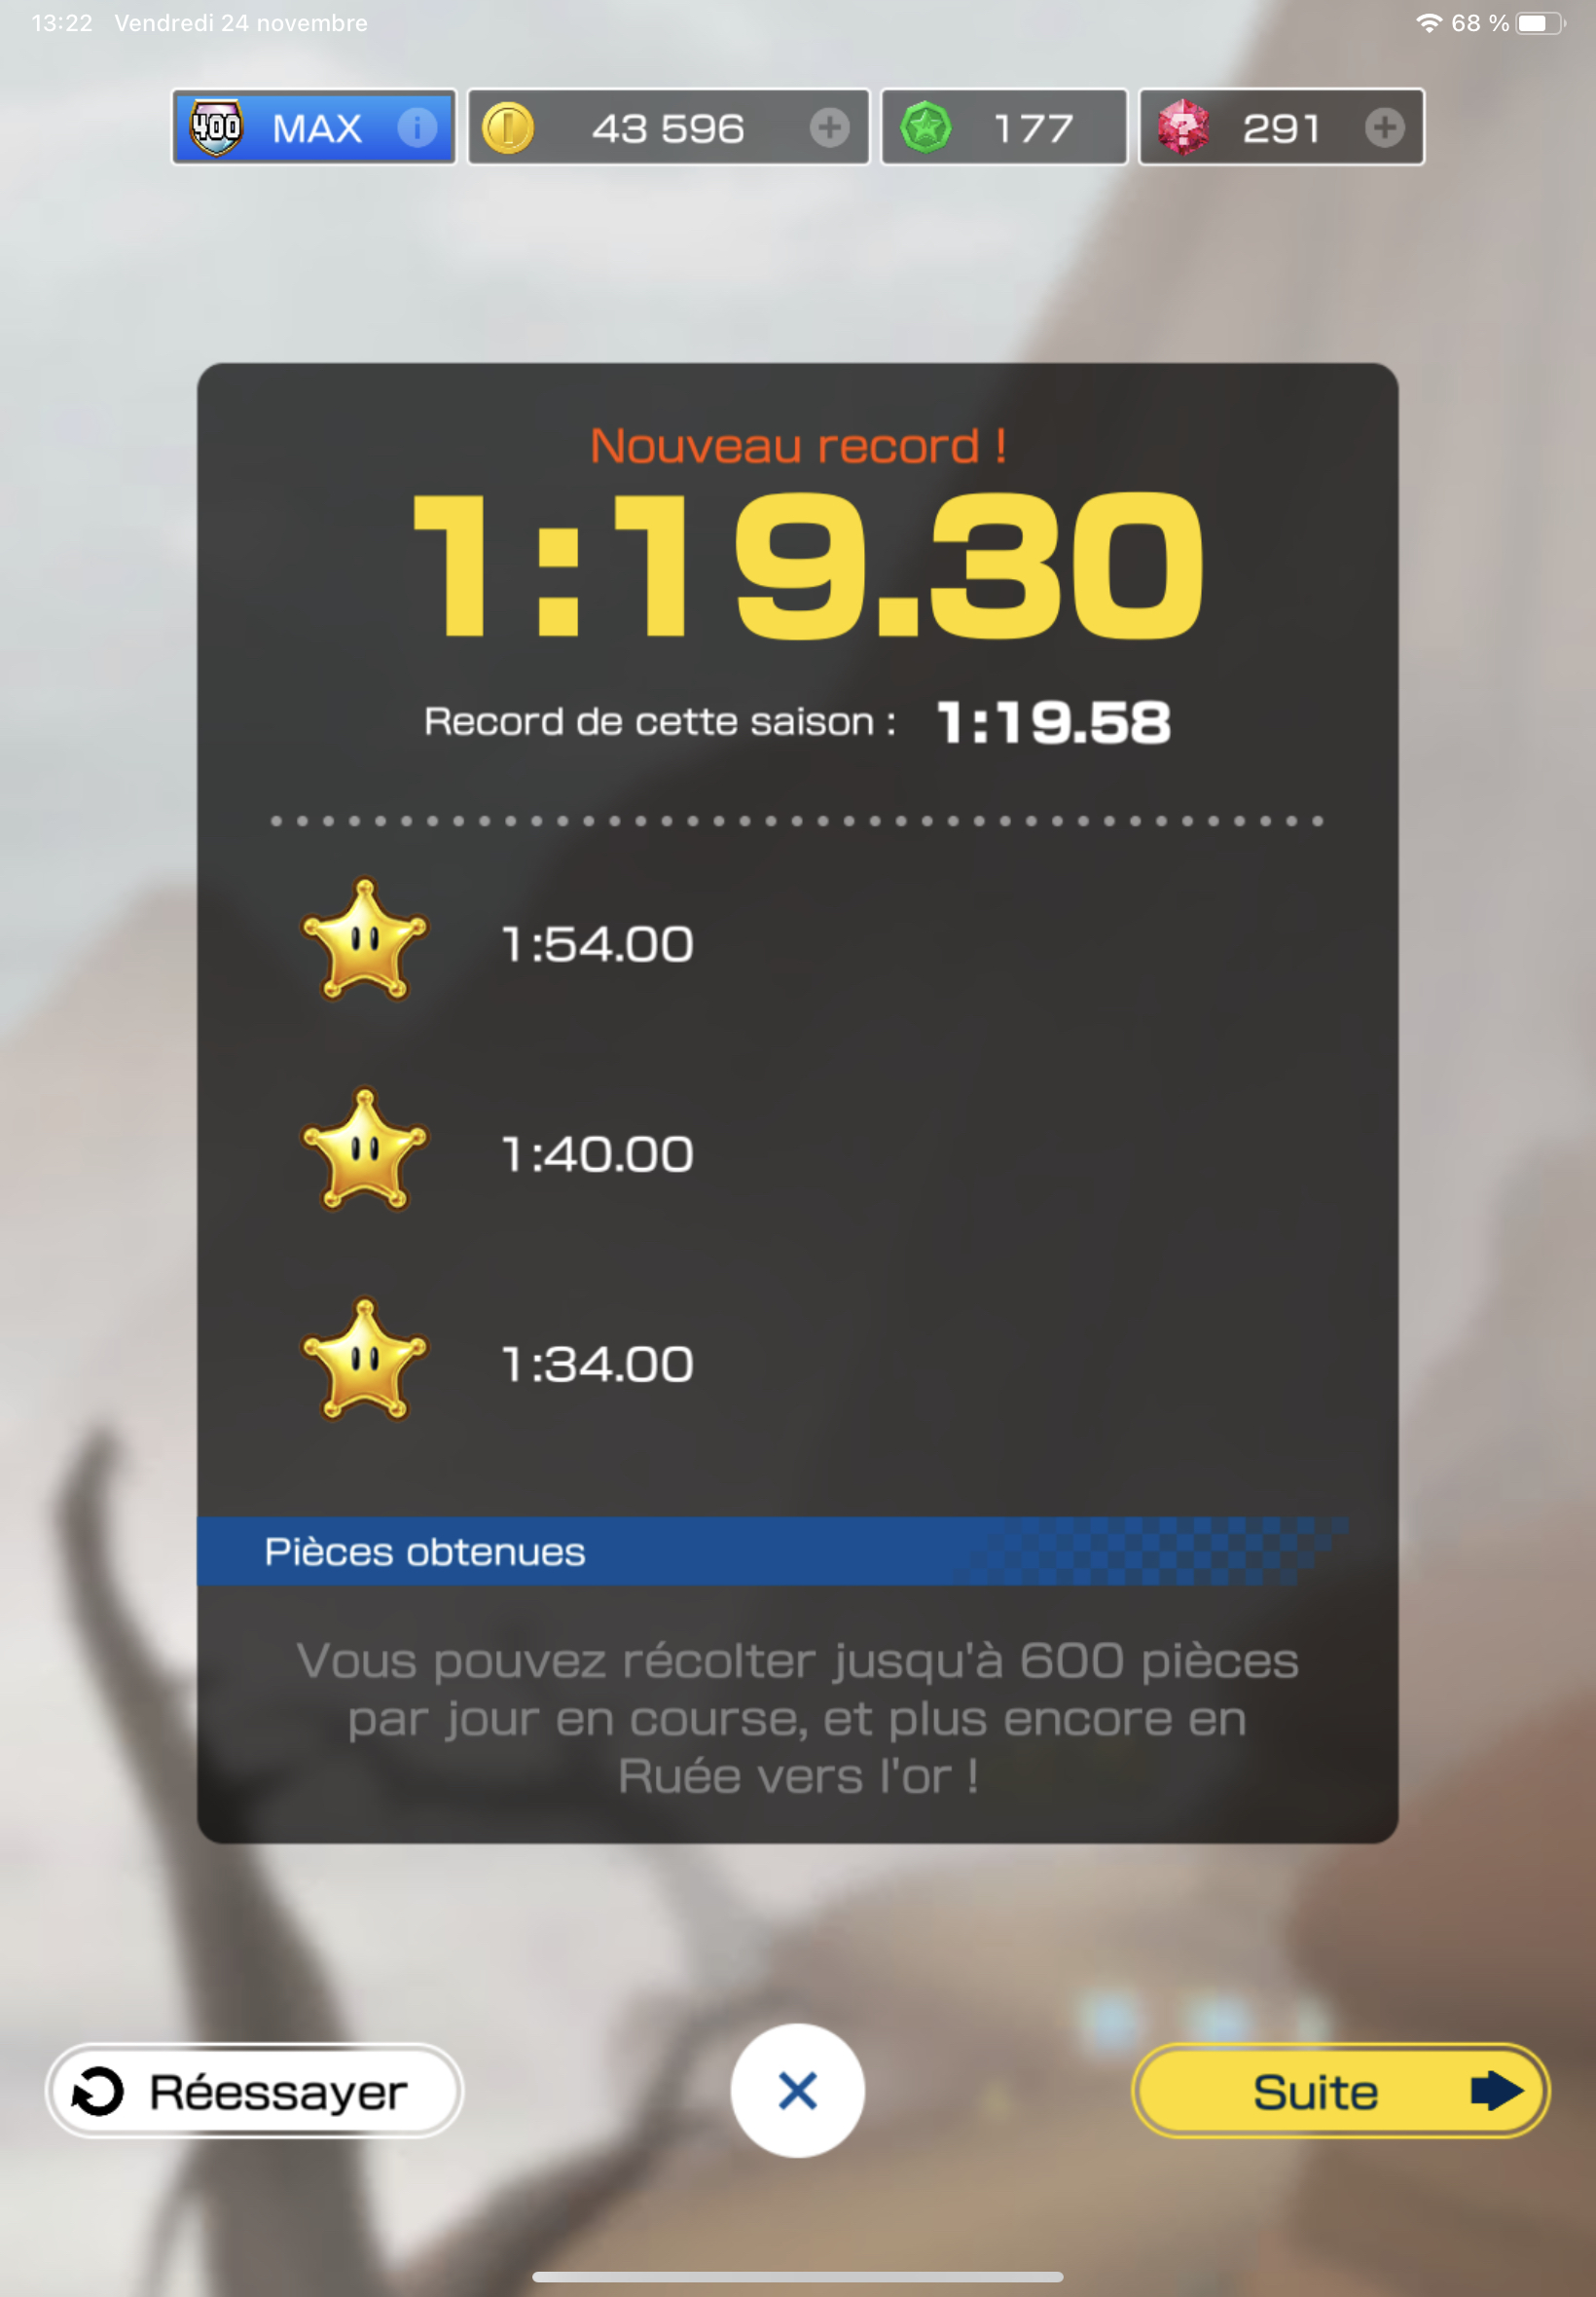 13:22 Vendredi 24 novembre 68 %
400 MAX i 43 596 + 177 ? 291 +
Nouveau record !
1:19.30
Record de cette saison : 1:19.58
1:54.00
1:40.00
1:34.00
Pièces obtenues
Vous pouvez récolter jusqu'à 600 pièces
par jour en course, et plus encore en
Ruée vers l'or !
Réessayer × Suite